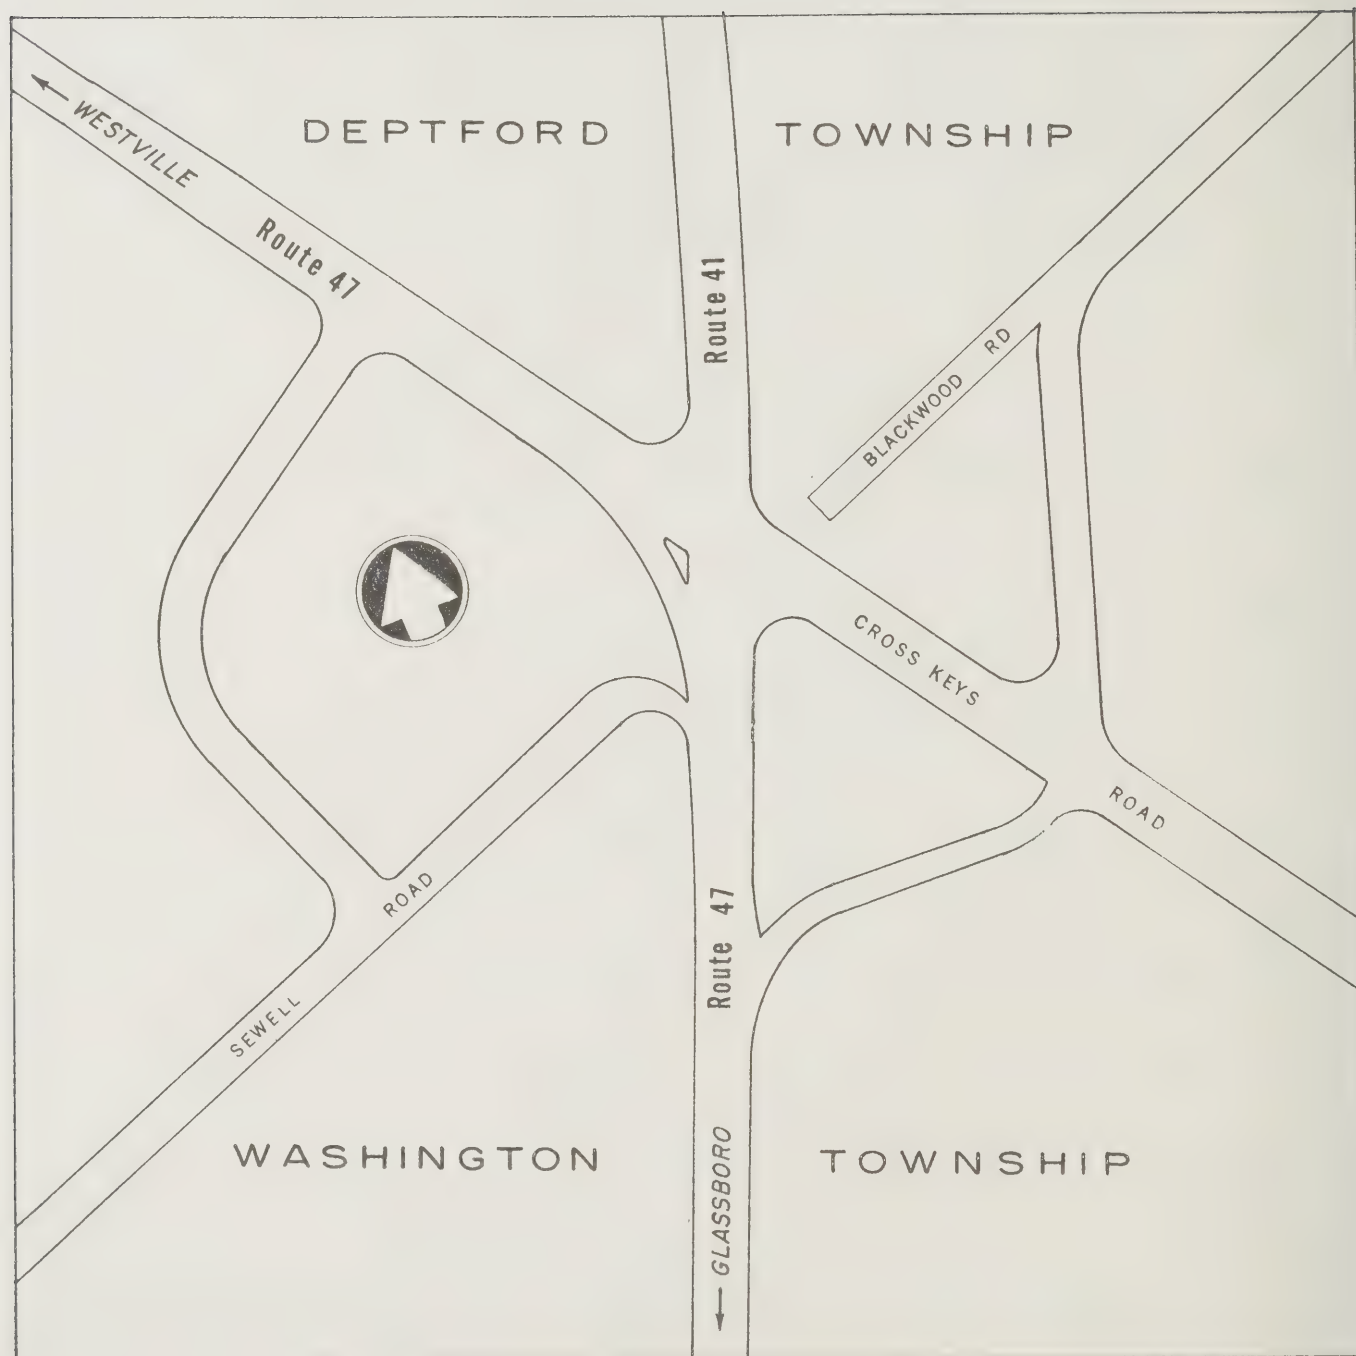 DEPTFORD TOWNSHIP
WESTVILLE
Route 47
Route 41
BLACKWOOD RD
CROSS KEYS ROAD
SEWELL ROAD
Route 47
WASHINGTON TOWNSHIP
GLASSBORO